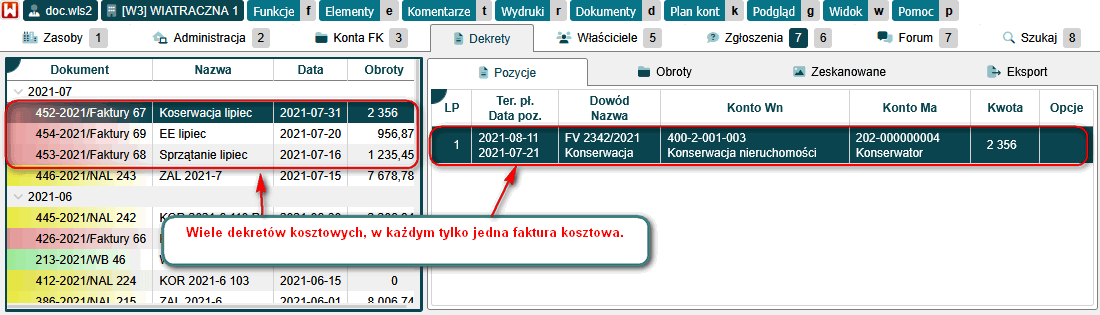 doc.wls2 [W3] WIATRACZNA 1 Funkcje f Elementy e Komentarze t Wydruki r Dokumenty d Plan kont k Podgląd g Widok w Pomoc p
Zasoby 1 Administracja 2 Konta FK 3 Dekrety Właściciele 5 Zgłoszenia 7 6 Forum 7 Szukaj 8
Dokument Nazwa Data Obroty
2021-07
452-2021/Faktury 67 Koserwacja lipiec 2021-07-31 2 356
454-2021/Faktury 69 EE lipiec 2021-07-20 956,87
453-2021/Faktury 68 Sprzątanie lipiec 2021-07-16 1 235,45
446-2021/NAL 243 ZAL 2021-7 2021-07-15 7 678,78
2021-06
445-2021/NAL 242
426-2021/Faktury 66
213-2021/WB 46
412-2021/NAL 224 KOR 2021-6 103 2021-06-15 0
386-2021/NAL 215 ZAL 2021-6 2021-06-01 8 006,74
Pozycje Obroty Zeskanowane Eksport
LP Ter. pł. Data poz. Dowód Nazwa Konto Wn Konto Ma Kwota Opcje
1 2021-08-11 FV 2342/2021 400-2-001-003 202-000000004 2 356
2021-07-21 Konserwacja Konserwacja nieruchomości Konserwator
Wiele dekretów kosztowych, w każdym tylko jedna faktura kosztowa.